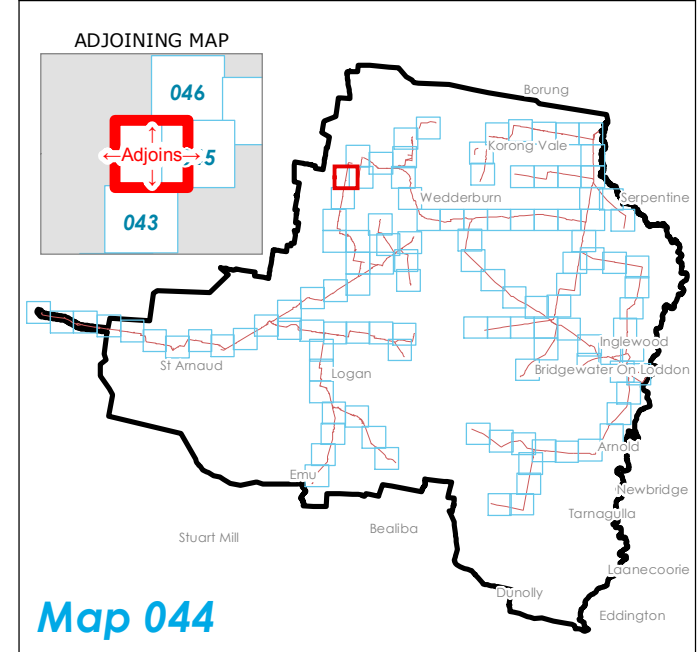 ADJOINING MAP
046
Adjoins
5
043
Borung
Korong Vale
Wedderburn
Serpentine
Inglewood
St Arnaud
Bridgewater On Loddon
Logan
Arnold
Emu
Newbridge
Tarnagulla
Bealiba
Stuart Mill
Laanecoorie
Dunolly
Eddington
Map 044